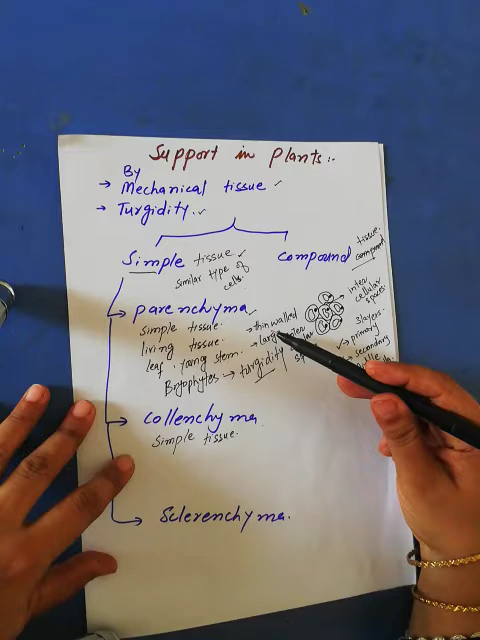 Support in Plants:-
By
→ Mechanical tissue ✓
→ Turgidity. ✓
Simple tissue ✓
similar type of
cells.
compound
tissue.
compound
→ parenchyma ✓
simple tissue.
living tissue.
leaf. young stem.
Bryophytes → turgidity
→ thin walled
→ large
inter
cellular
spaces.
3 layers.
primary
secondary
→ Collenchyma
simple tissue.
→ Sclerenchyma.